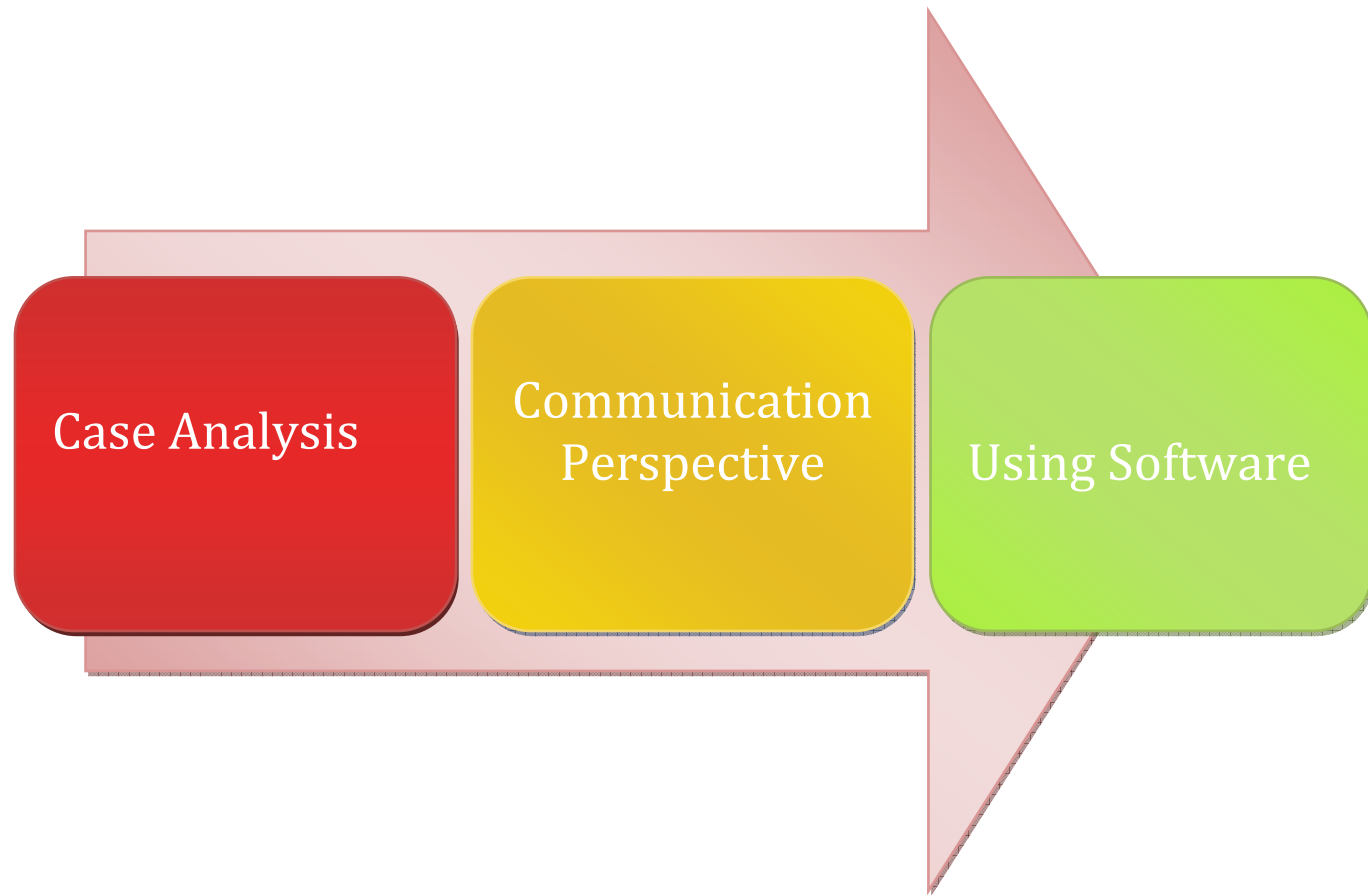 Case Analysis
Communication
Perspective
Using Software